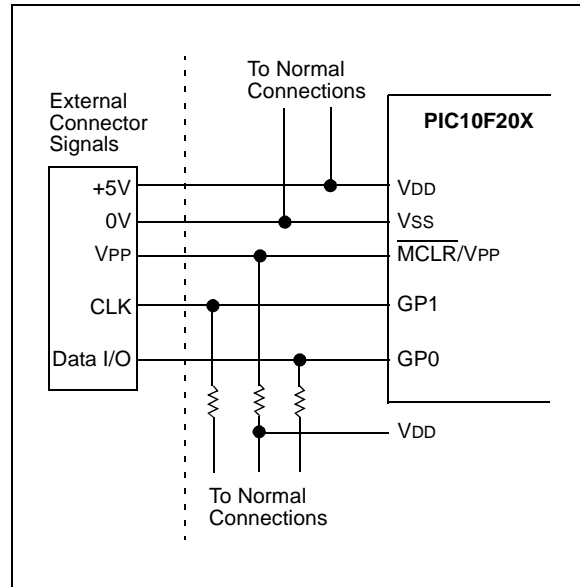 To Normal
Connections
External
Connector
Signals
PIC10F20X
+5V
VDD
0V
VSS
VPP
MCLR/VPP
CLK
GP1
Data I/O
GP0
VDD
To Normal
Connections